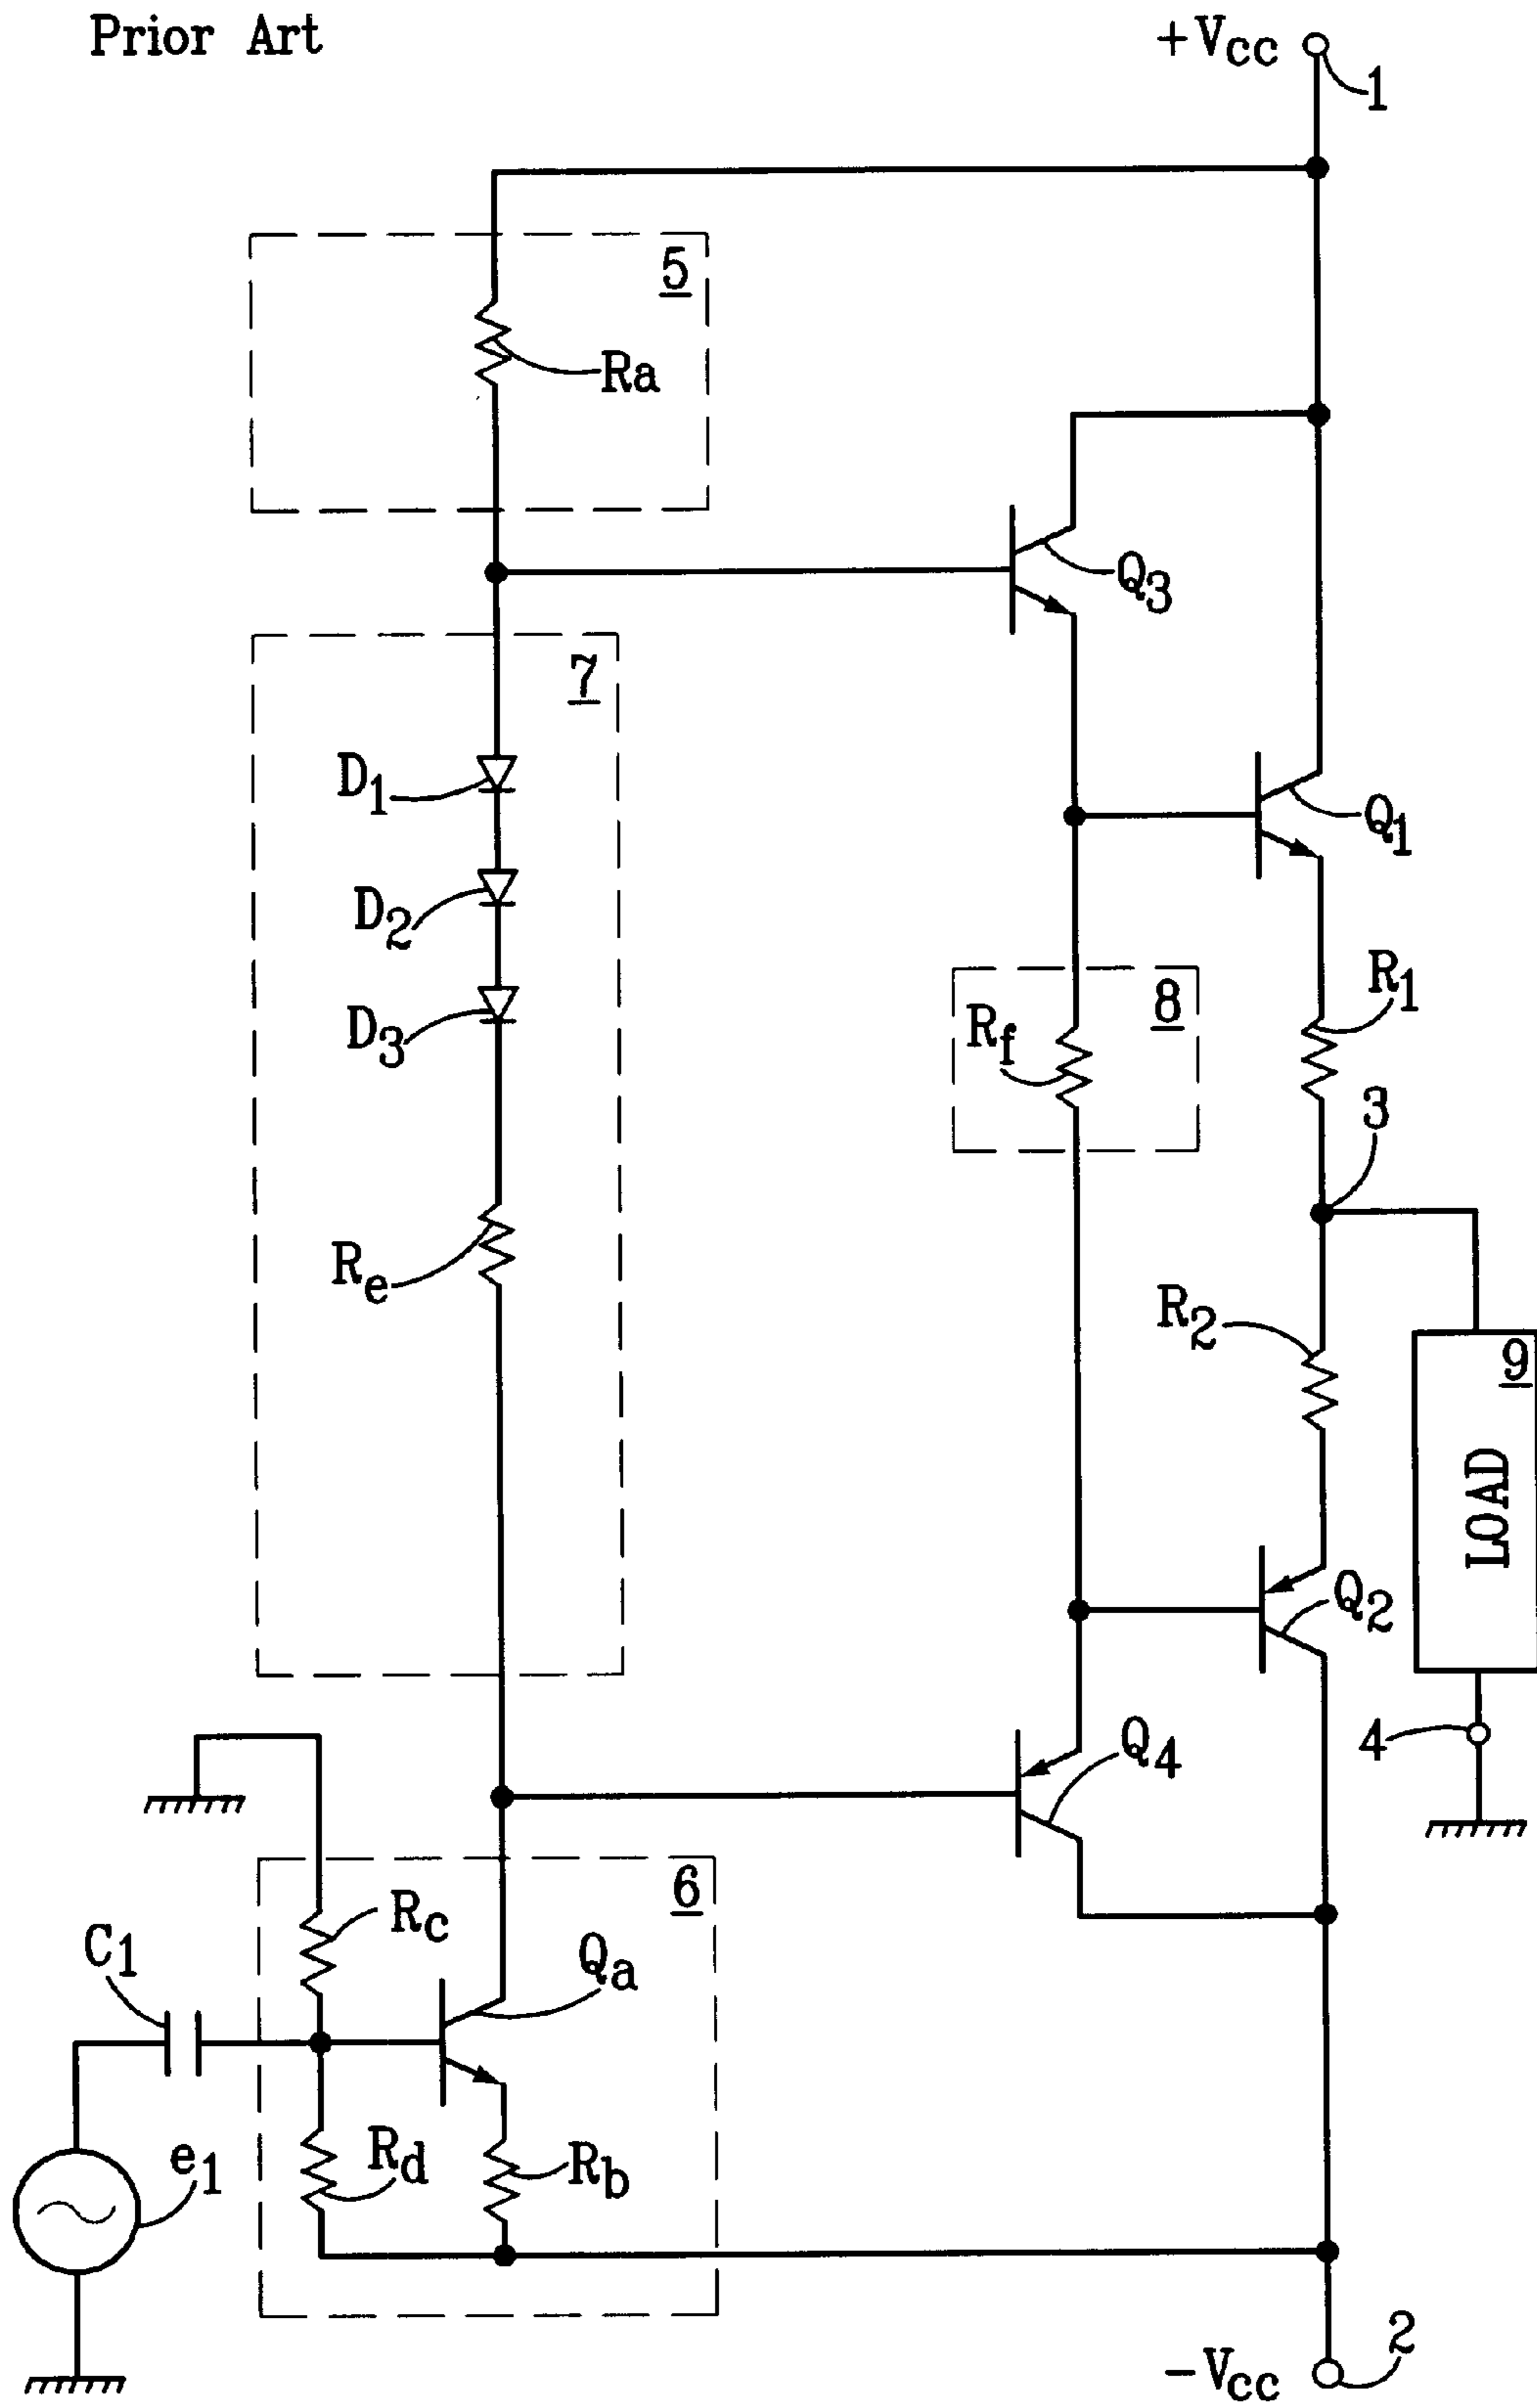 Prior Art
+Vcc
1
5
Ra
Q3
7
D1
Q1
D2
R1
8
D3
Rf
3
Re
R2
9
LOAD
Q2
4
Q4
6
Rc
C1
Qa
Rd
e1
Rb
2
-Vcc